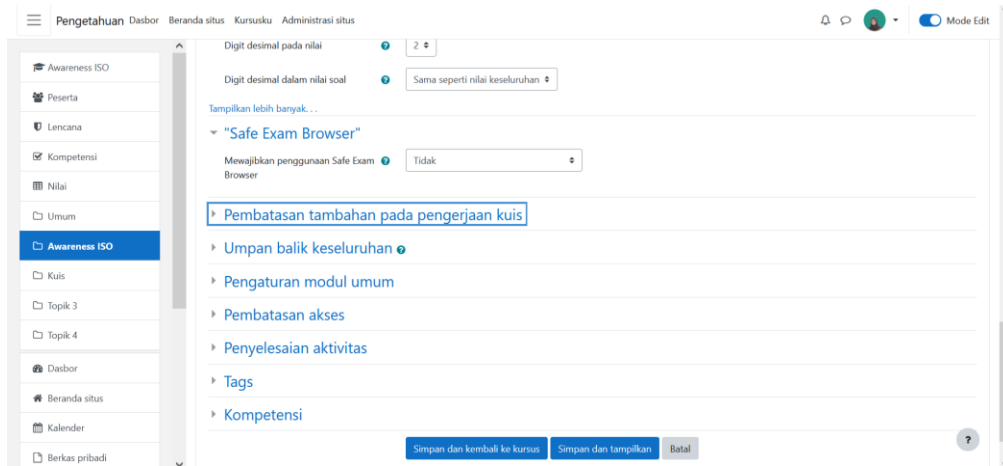 Pengetahuan Dasbor Beranda situs Kursusku Administrasi situs Mode Edit
Awareness ISO
Peserta
Lencana
Kompetensi
Nilai
Umum
Awareness ISO
Kuis
Topik 3
Topik 4
Dasbor
Beranda situs
Kalender
Berkas pribadi
Digit desimal pada nilai ? 2
Digit desimal dalam nilai soal ? Sama seperti nilai keseluruhan
Tampilkan lebih banyak. . .
"Safe Exam Browser"
Mewajibkan penggunaan Safe Exam ? Tidak
Browser
Pembatasan tambahan pada pengerjaan kuis
Umpan balik keseluruhan ?
Pengaturan modul umum
Pembatasan akses
Penyelesaian aktivitas
Tags
Kompetensi
Simpan dan kembali ke kursus Simpan dan tampilkan Batal
?